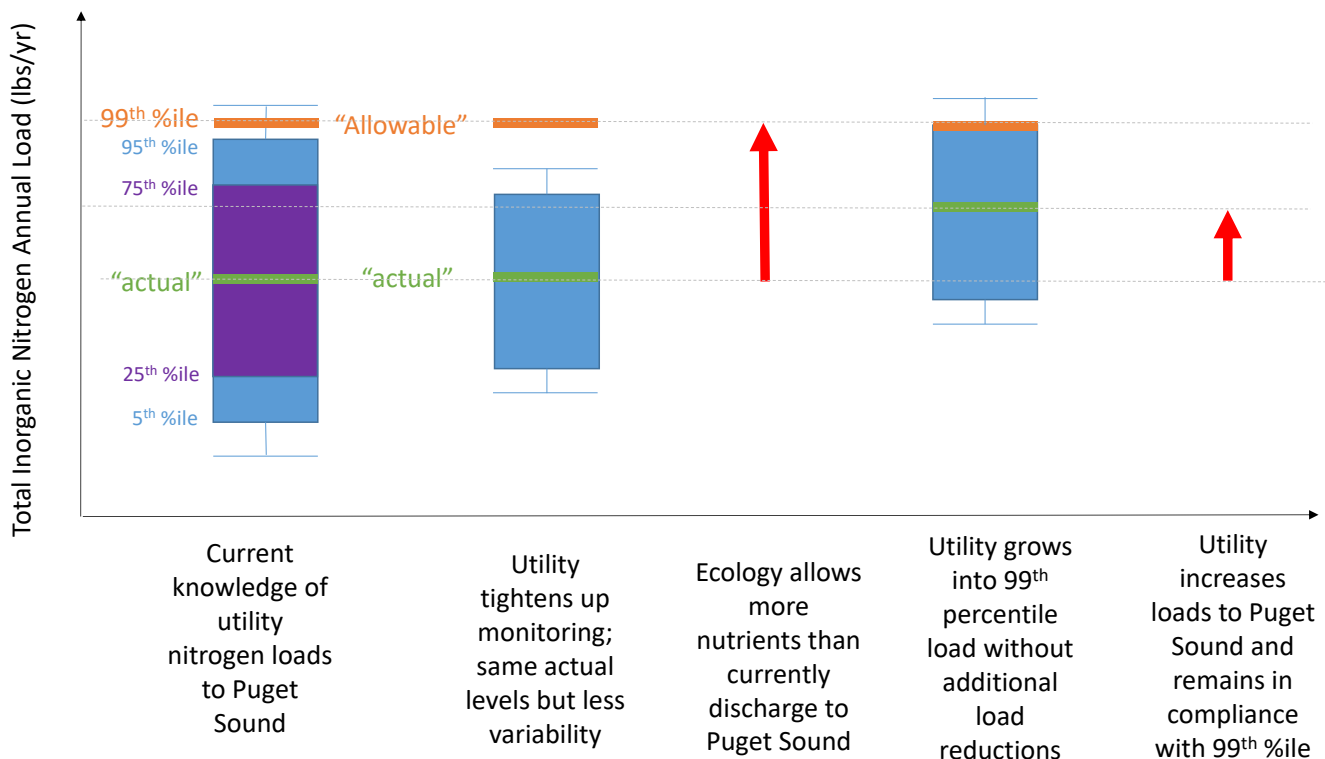 Total Inorganic Nitrogen Annual Load (lbs/yr)
99th %ile
"Allowable"
95th %ile
75th %ile
"actual"
"actual"
25th %ile
5th %ile
Current
knowledge of
utility
nitrogen loads
to Puget
Sound
Utility
tightens up
monitoring;
same actual
levels but less
variability
Ecology allows
more
nutrients than
currently
discharge to
Puget Sound
Utility grows
into 99th
percentile
load without
additional
load
reductions
Utility
increases
loads to Puget
Sound and
remains in
compliance
with 99th %ile